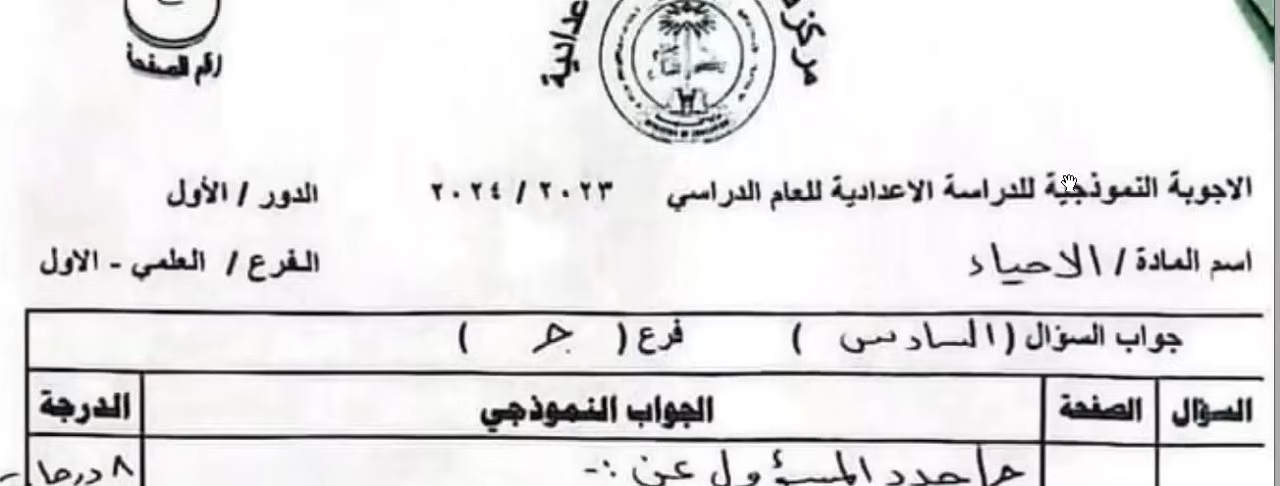 رقم الصفحة
الاجوبة النموذجية للدراسة الاعدادية للعام الدراسي ٢٠٢٣ / ٢٠٢٤ الدور / الأول
اسم المادة / الاحياء الفرع / العلمي - الاول
جواب السؤال ( السادس ) فرع ( جـ )
السؤال الصفحة الجواب النموذجي الدرجة
حدد المسؤول عن :- ٨ درجات